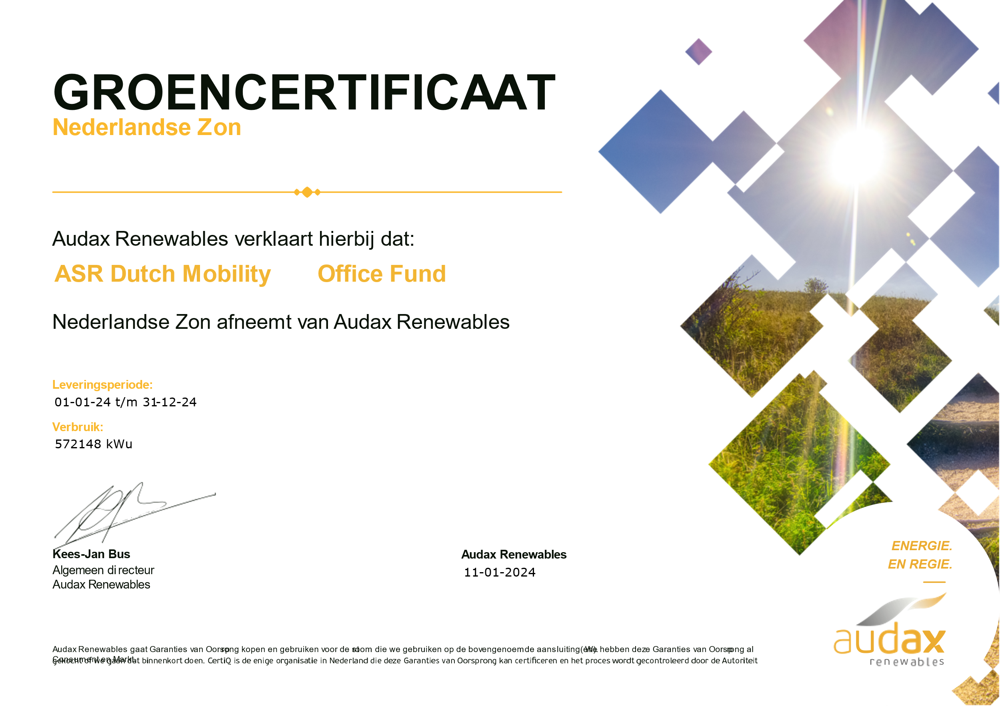 GROENCERTIFICAAT
Nederlandse Zon
Audax Renewables verklaart hierbij dat:
ASR Dutch Mobility Office Fund
Nederlandse Zon afneemt van Audax Renewables
Leveringsperiode:
01-01-24 t/m 31-12-24
Verbruik:
572148 kWu
Kees-Jan Bus
Algemeen directeur
Audax Renewables
Audax Renewables
11-01-2024
ENERGIE.
EN REGIE.
audax
renewables
Audax Renewables gaat Garanties van Oorsprong kopen en gebruiken voor de stroom die we gebruiken op de bovengenoemde aansluiting(en). We hebben deze Garanties van Oorsprong al
gekocht of we gaan dat binnenkort doen. CertiQ is de enige organisatie in Nederland die deze Garanties van Oorsprong kan certificeren en het proces wordt gecontroleerd door de Autoriteit
Consument en Markt.